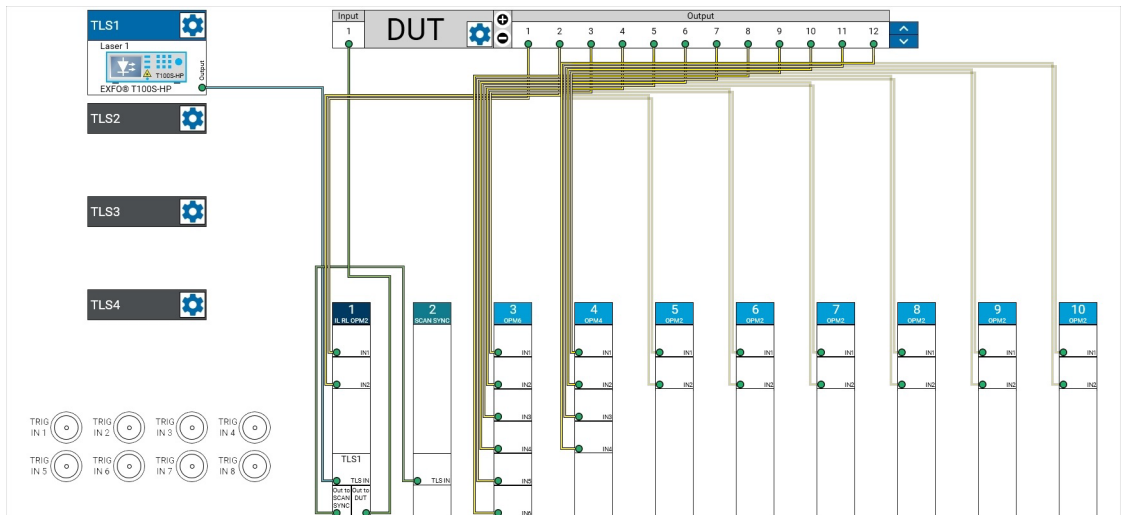 TLS1
Laser 1
T100S-HP
EXFO® T100S-HP
Output
TLS2
TLS3
TLS4
Input
1
DUT
Output
1 2 3 4 5 6 7 8 9 10 11 12
1
IL RL OPM2
IN1
IN2
TLS1
TLS IN
Out to SCAN SYNC
Out to DUT
2
SCAN SYNC
TLS IN
3
OPM6
IN1
IN2
IN3
IN4
IN5
IN6
4
OPM4
IN1
IN2
IN3
IN4
5
OPM2
IN1
IN2
6
OPM2
IN1
IN2
7
OPM2
IN1
IN2
8
OPM2
IN1
IN2
9
OPM2
IN1
IN2
10
OPM2
IN1
IN2
TRIG IN 1
TRIG IN 2
TRIG IN 3
TRIG IN 4
TRIG IN 5
TRIG IN 6
TRIG IN 7
TRIG IN 8